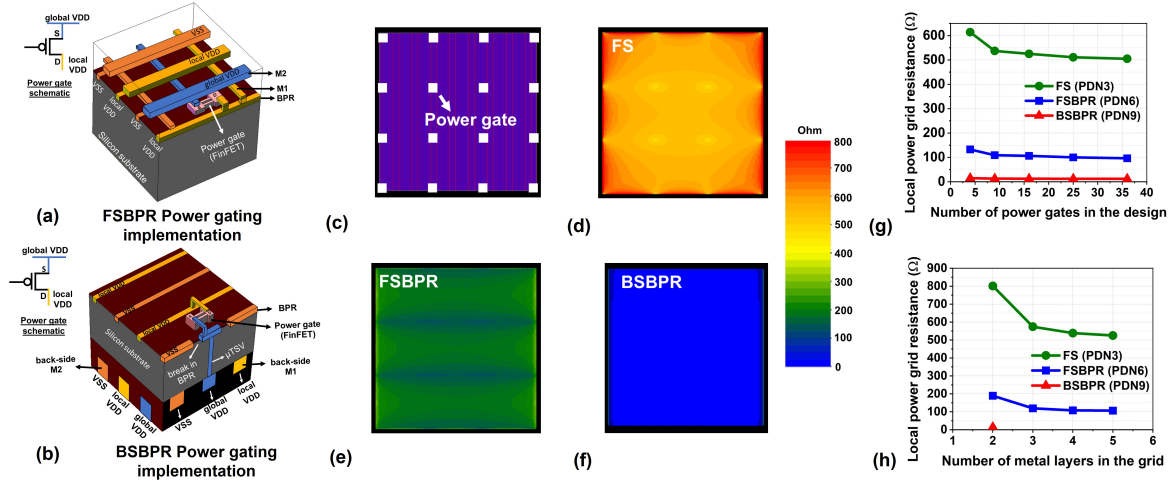 (a)
global VDD
S
D
local
VDD
Power gate
schematic
VSS
local VDD
global VDD
M2
M1
BPR
VSS
local
VDD
VSS
local
VDD
Silicon substrate
Power gate
(FinFET)
FSBPR Power gating
implementation
(b)
global VDD
S
D
local
VDD
Power gate
schematic
local VDD
VSS
local VDD
VSS
BPR
Power gate
(FinFET)
Silicon substrate
break in
BPR
μTSV
back-side
M2
back-side
M1
VSS
local
VDD
global
VDD
VSS
global
VDD
local
VDD
BSBPR Power gating
implementation
(c)
Power gate
(d)
FS
Ohm
800
700
600
500
400
300
200
100
0
(e)
FSBPR
(f)
BSBPR
(g)
Local power grid resistance (Ω)
600
500
400
300
200
100
0
FS (PDN3)
FSBPR (PDN6)
BSBPR (PDN9)
0 5 10 15 20 25 30 35 40
Number of power gates in the design
(h)
Local power grid resistance (Ω)
900
800
700
600
500
400
300
200
100
0
FS (PDN3)
FSBPR (PDN6)
BSBPR (PDN9)
1 2 3 4 5 6
Number of metal layers in the grid